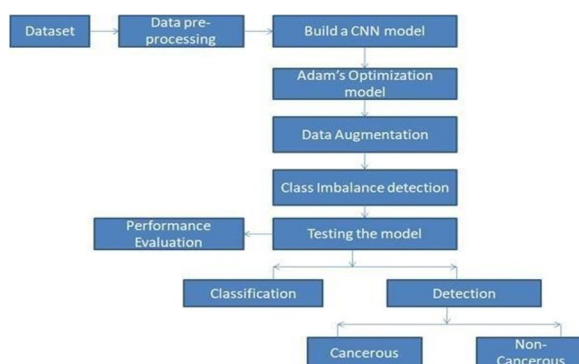 Dataset
Data pre-
processing
Build a CNN model
Adam's Optimization
model
Data Augmentation
Class Imbalance detection
Performance
Evaluation
Testing the model
Classification
Detection
Cancerous
Non-
Cancerous